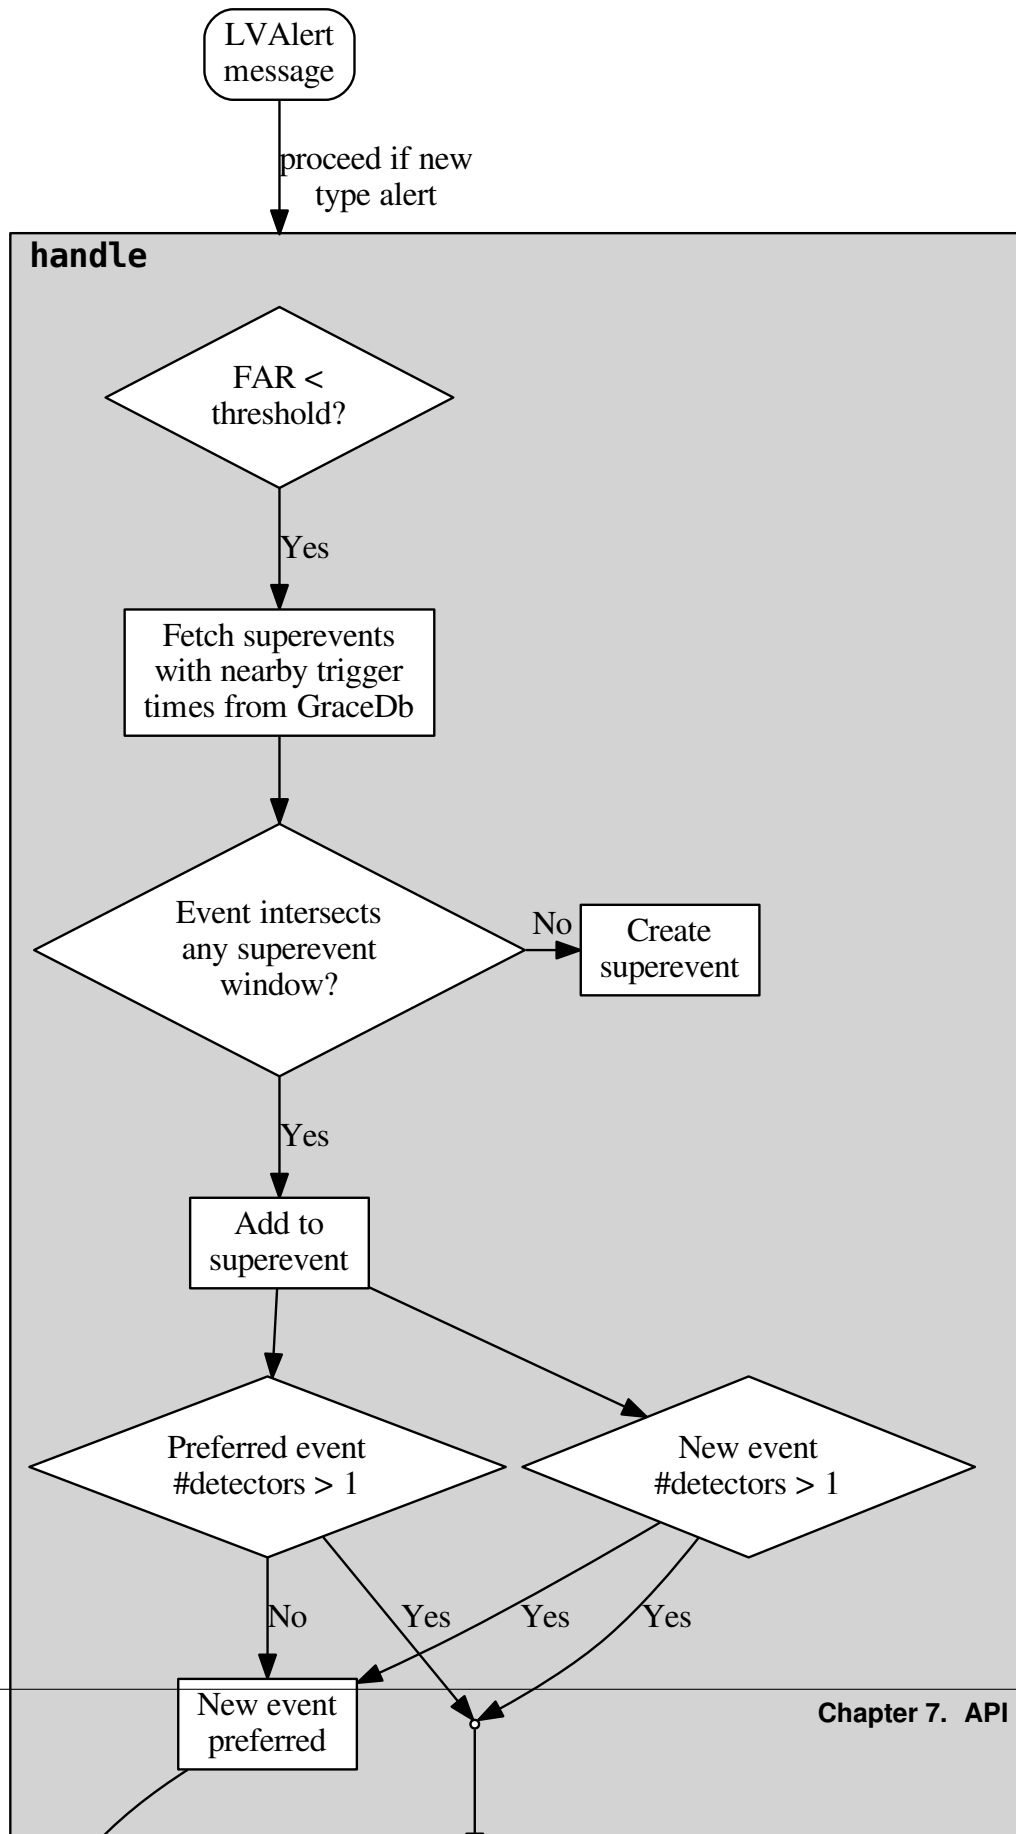 LVAlert
message
proceed if new
type alert
handle
FAR <
threshold?
Yes
Fetch superevents
with nearby trigger
times from GraceDb
Event intersects
any superevent
window?
No
Create
superevent
Yes
Add to
superevent
Preferred event
#detectors > 1
New event
#detectors > 1
No
Yes
Yes
Yes
New event
preferred
Chapter 7. API